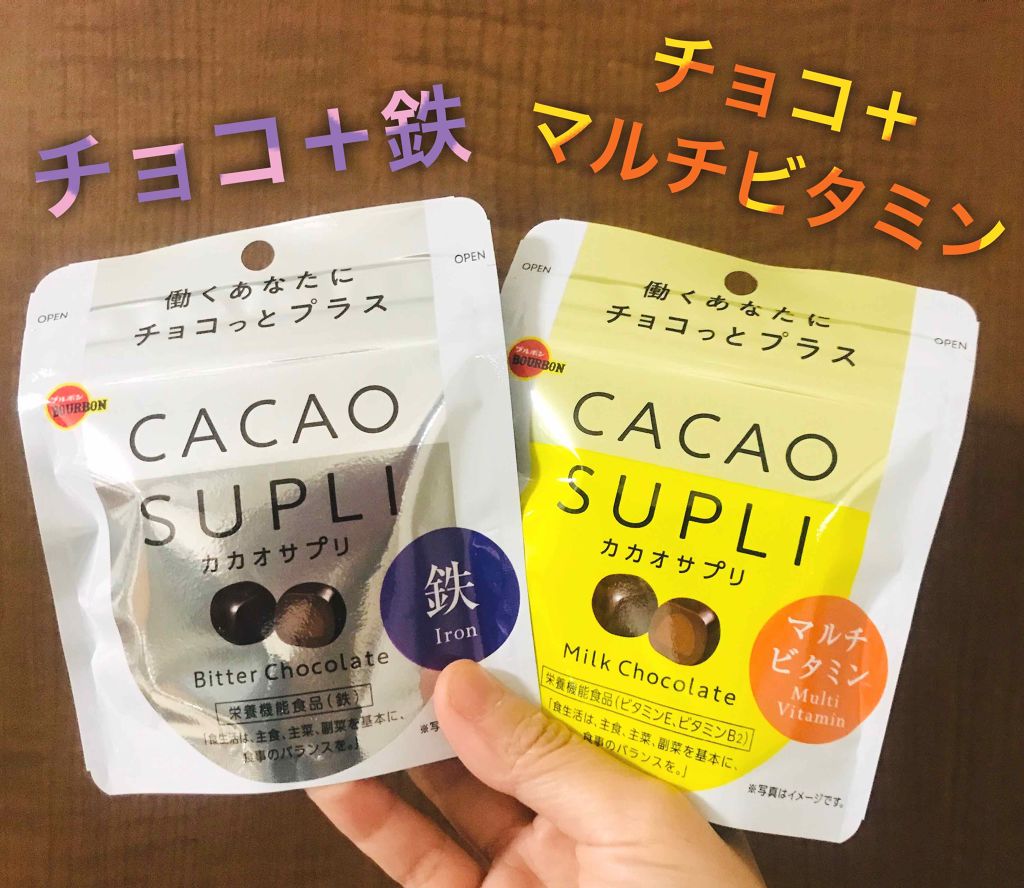 チョコ+鉄
チョコ+
マルチビタミン
OPEN
OPEN
働くあなたに
チョコっとプラス
ブルボン
BOURBON
CACAO
SUPLI
カカオサプリ
鉄
Iron
Bitter Chocolate
栄養機能食品(鉄)
「食生活は、主食、主菜、副菜を基本に、
食事のバランスを。」
※写
OPEN
OPEN
働くあなたに
チョコっとプラス
ブルボン
BOURBON
CACAO
SUPLI
カカオサプリ
マルチ
ビタミン
Multi
Vitamin
Milk Chocolate
栄養機能食品(ビタミンE、ビタミンB2)
「食生活は、主食、主菜、副菜を基本に、
食事のバランスを。」
※写真はイメージです。